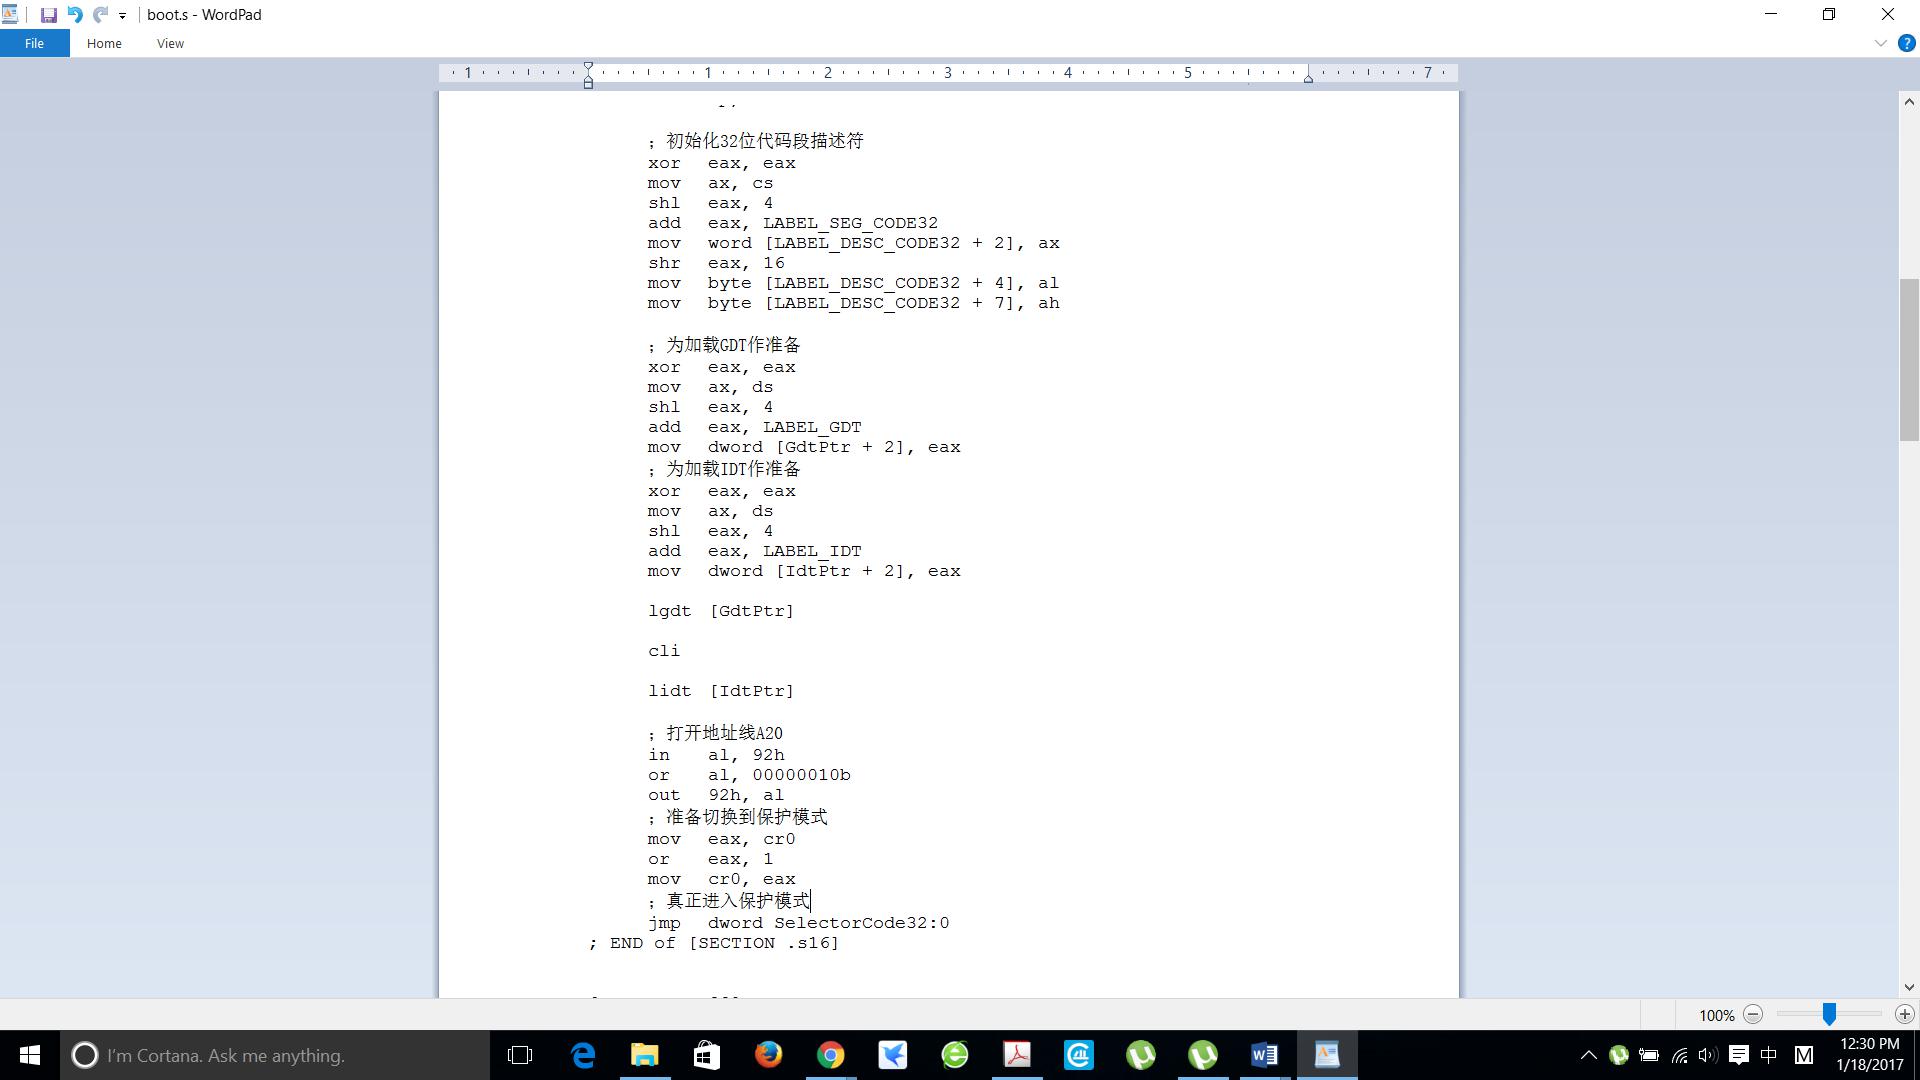 boot.s - WordPad
File Home View
1 1 2 3 4 5 7
; 初始化32位代码段描述符
xor eax, eax
mov ax, cs
shl eax, 4
add eax, LABEL_SEG_CODE32
mov word [LABEL_DESC_CODE32 + 2], ax
shr eax, 16
mov byte [LABEL_DESC_CODE32 + 4], al
mov byte [LABEL_DESC_CODE32 + 7], ah
; 为加载GDT作准备
xor eax, eax
mov ax, ds
shl eax, 4
add eax, LABEL_GDT
mov dword [GdtPtr + 2], eax
; 为加载IDT作准备
xor eax, eax
mov ax, ds
shl eax, 4
add eax, LABEL_IDT
mov dword [IdtPtr + 2], eax
lgdt [GdtPtr]
cli
lidt [IdtPtr]
; 打开地址线A20
in al, 92h
or al, 00000010b
out 92h, al
; 准备切换到保护模式
mov eax, cr0
or eax, 1
mov cr0, eax
; 真正进入保护模式
jmp dword SelectorCode32:0
; END of [SECTION .s16]
100%
I'm Cortana. Ask me anything.
中 M 12:30 PM
1/18/2017